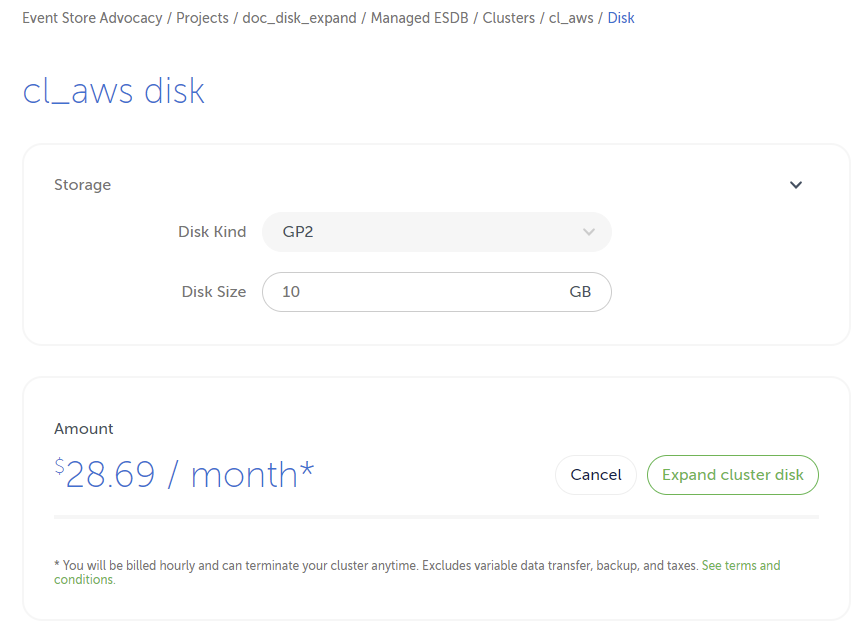 Event Store Advocacy / Projects / doc_disk_expand / Managed ESDB / Clusters / cl_aws / Disk
cl_aws disk
Storage
Disk Kind GP2
Disk Size 10 GB
Amount
$28.69 / month*
Cancel Expand cluster disk
* You will be billed hourly and can terminate your cluster anytime. Excludes variable data transfer, backup, and taxes. See terms and
conditions.